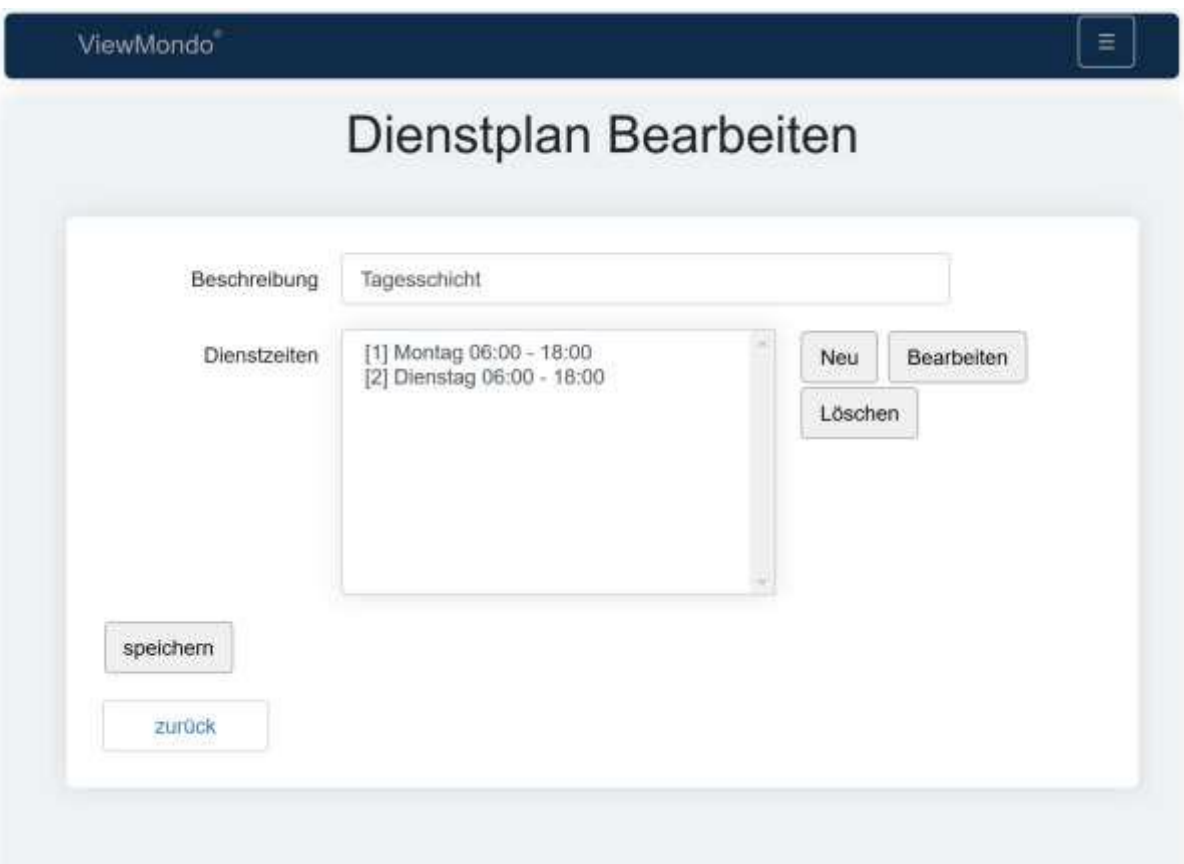 ViewMondo®
Dienstplan Bearbeiten
Beschreibung Tagesschicht
Dienstzeiten
[1] Montag 06:00 - 18:00
[2] Dienstag 06:00 - 18:00
Neu Bearbeiten
Löschen
speichern
zurück